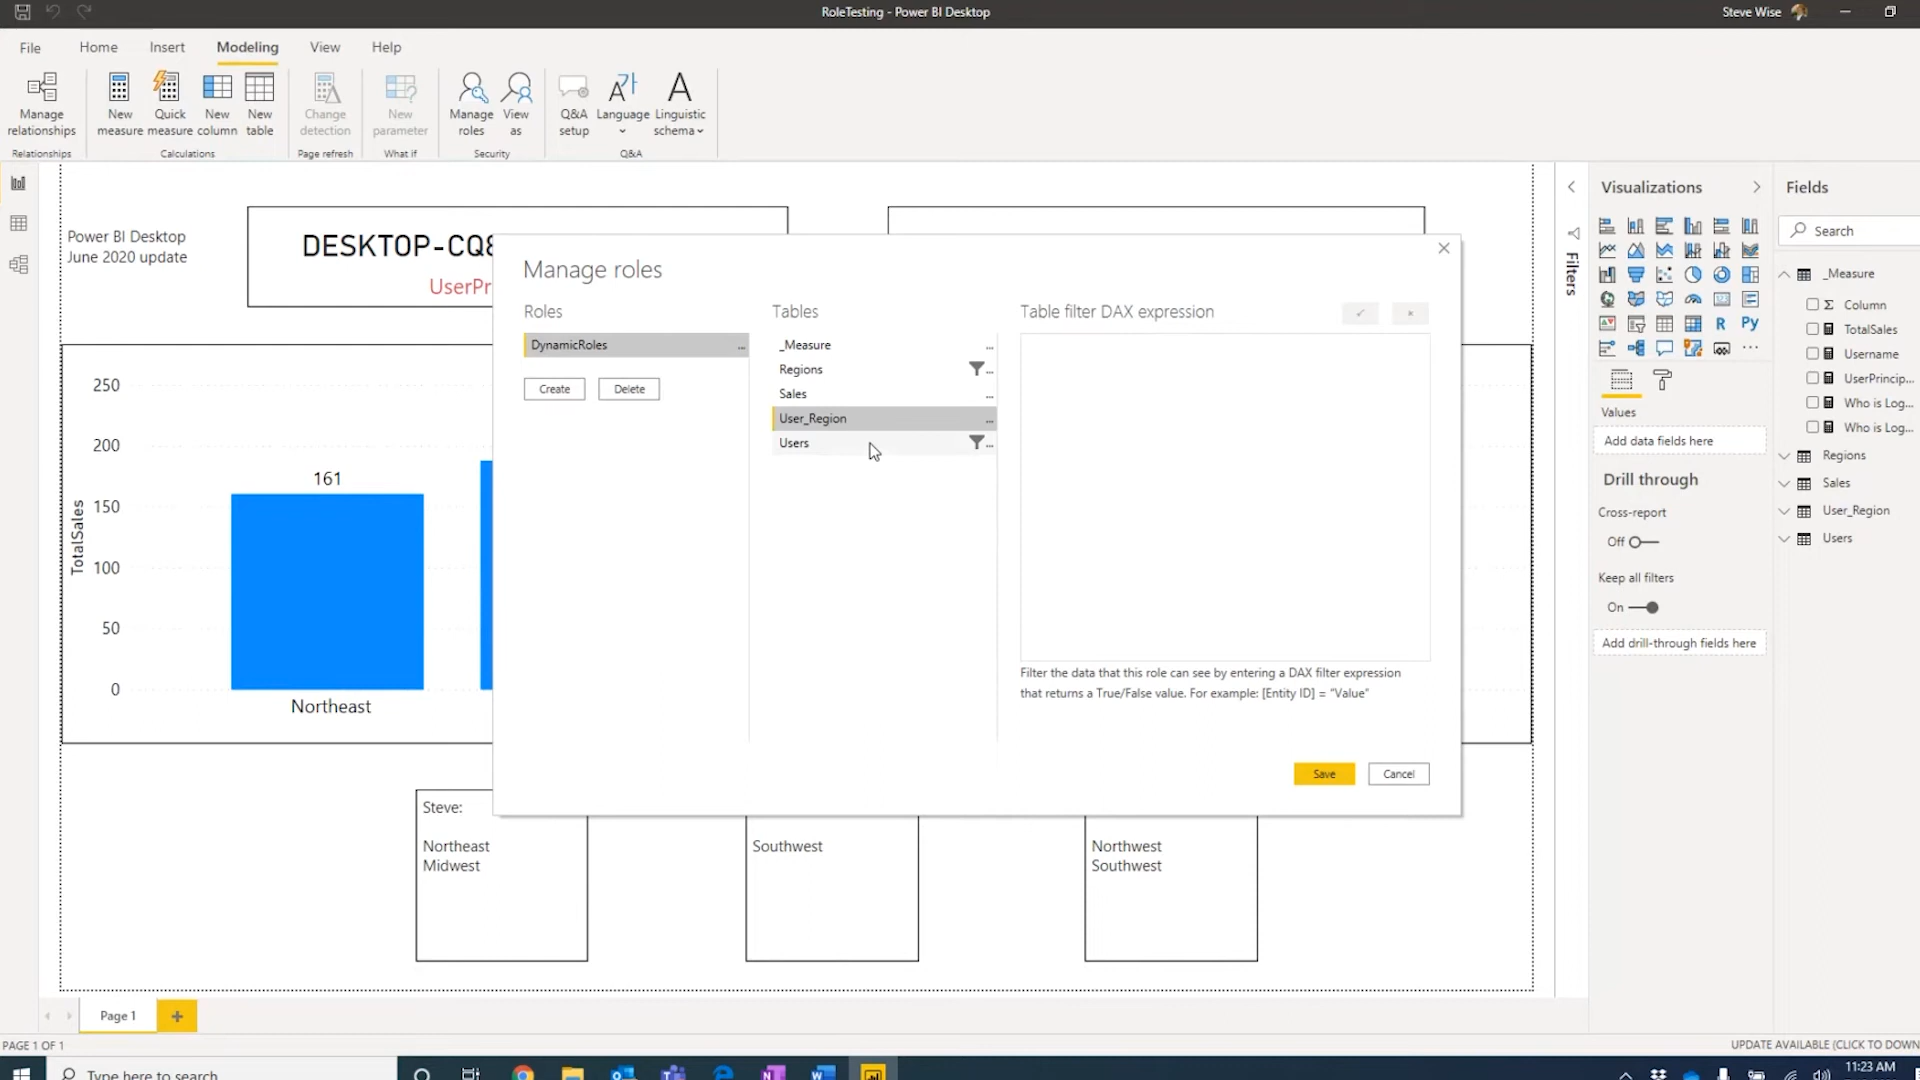 RoleTesting - Power BI Desktop
Steve Wise
File
Home
Insert
Modeling
View
Help
Manage relationships
New measure
Quick measure
New column
New table
Change detection
New parameter
Manage roles
View as
Q&A setup
Language
Linguistic schema
Relationships
Calculations
Page refresh
What if
Security
Q&A
Power BI Desktop
June 2020 update
DESKTOP-CQ8
UserPri
250
200
150
100
50
0
TotalSales
161
Northeast
Manage roles
Roles
DynamicRoles
...
Create
Delete
Tables
_Measure
...
Regions
...
Sales
...
User_Region
...
Users
...
Table filter DAX expression
Filter the data that this role can see by entering a DAX filter expression
that returns a True/False value. For example: [Entity ID] = "Value"
Save
Cancel
Steve:
Northeast
Midwest
Southwest
Northwest
Southwest
Filters
Visualizations
R
Py
...
Values
Add data fields here
Drill through
Cross-report
Off
Keep all filters
On
Add drill-through fields here
Fields
Search
_Measure
Σ Column
TotalSales
Username
UserPrincip...
Who is Log...
Who is Log...
Regions
Sales
User_Region
Users
Page 1
PAGE 1 OF 1
UPDATE AVAILABLE (CLICK TO DOWN
Type here to search
11:23 AM